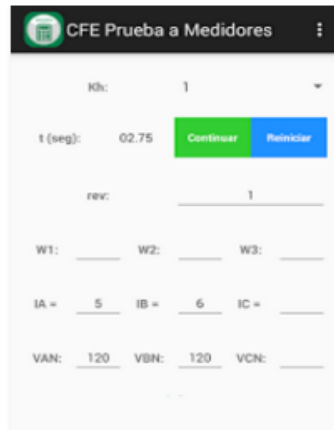 CFE Prueba a Medidores
Kh: 1
t (seg): 02.75 Continuar Reiniciar
rev: 1
W1: W2: W3:
IA = 5 IB = 6 IC =
VAN: 120 VBN: 120 VCN: